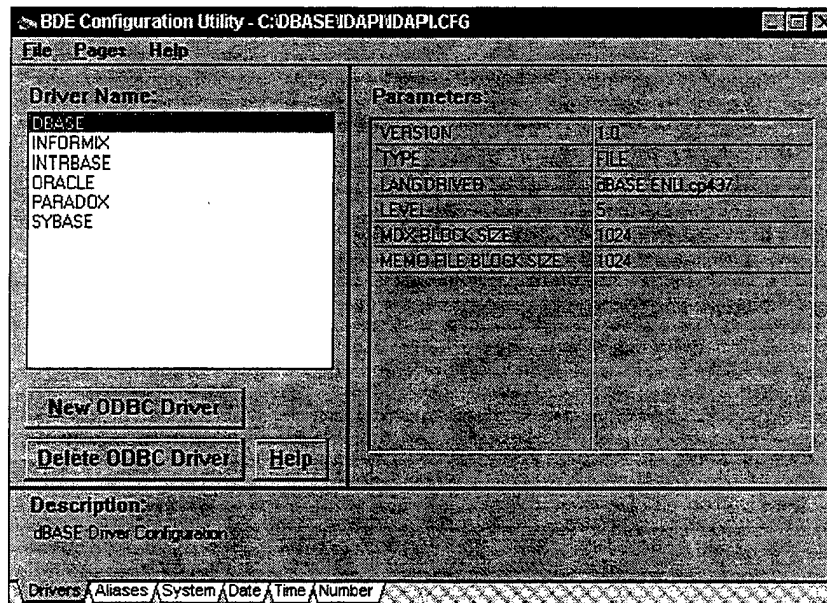 BDE Configuration Utility - C:\DBASE\IDAPI\IDAPI.CFG
File Pages Help
Driver Name:
DBASE
INFORMIX
INTRBASE
ORACLE
PARADOX
SYBASE
New ODBC Driver
Delete ODBC Driver Help
Parameters:
VERSION 1.0
TYPE FILE
LANGDRIVER dBASE ENU cp437
LEVEL 5
MDX BLOCK SIZE 1024
MEMO FILE BLOCK SIZE 1024
Description:
dBASE Driver Configuration
Drivers Aliases System Date Time Number